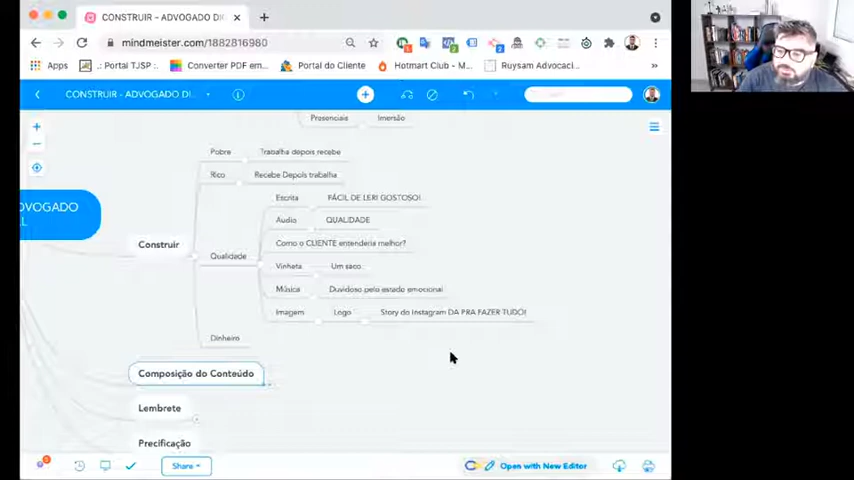 CONSTRUIR - ADVOGADO DI
mindmeister.com/1882816980
Apps
.: Portal TJSP :.
Converter PDF em...
Portal do Cliente
Hotmart Club – M...
Ruysam Advocaci...
CONSTRUIR - ADVOGADO DI...
Presenciais
Imersão
Pobre
Trabalha depois recebe
Rico
Recebe Depois trabalha
Escrita
FÁCIL DE LER! GOSTOSO!
DVOGADO
L
Audio
QUALIDADE
Construir
Como o CLIENTE entenderia melhor?
Qualidade
Vinheta
Um saco
Música
Duvidoso pelo estado emocional
Imagem
Logo
Story do Instagram DA PRA FAZER TUDO!
Dinheiro
Composição do Conteúdo
Lembrete
Precificação
Share
Open with New Editor